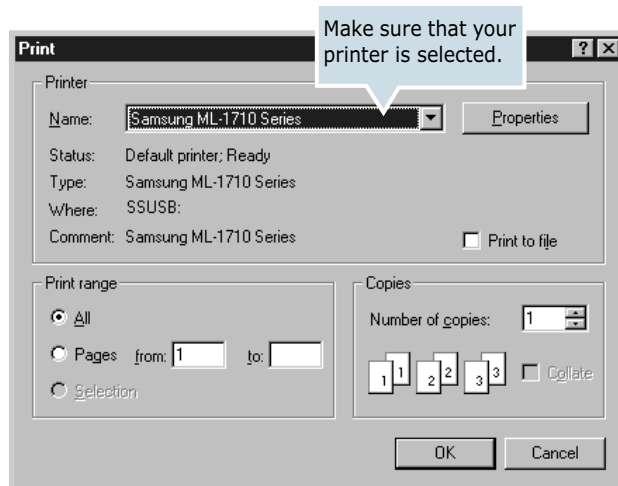 Make sure that your
printer is selected.
Print
Printer
Name: Samsung ML-1710 Series Properties
Status: Default printer; Ready
Type: Samsung ML-1710 Series
Where: SSUSB:
Comment: Samsung ML-1710 Series Print to file
Print range
All
Pages from: 1 to:
Selection
Copies
Number of copies: 1
1 1 2 2 3 3 Collate
OK Cancel